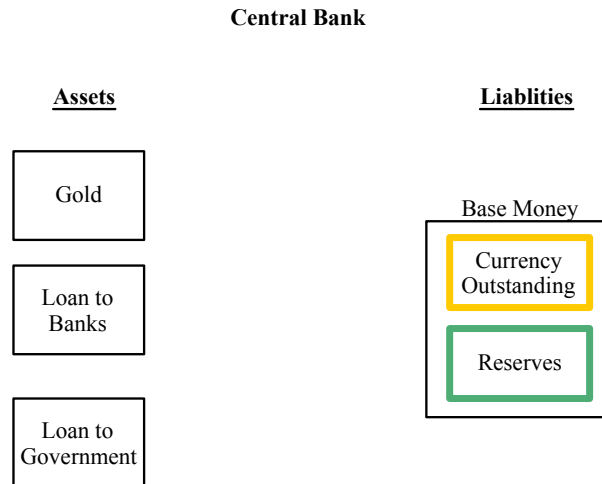 Central Bank
Assets
Liablities
Gold
Base Money
Currency
Outstanding
Loan to
Banks
Reserves
Loan to
Government